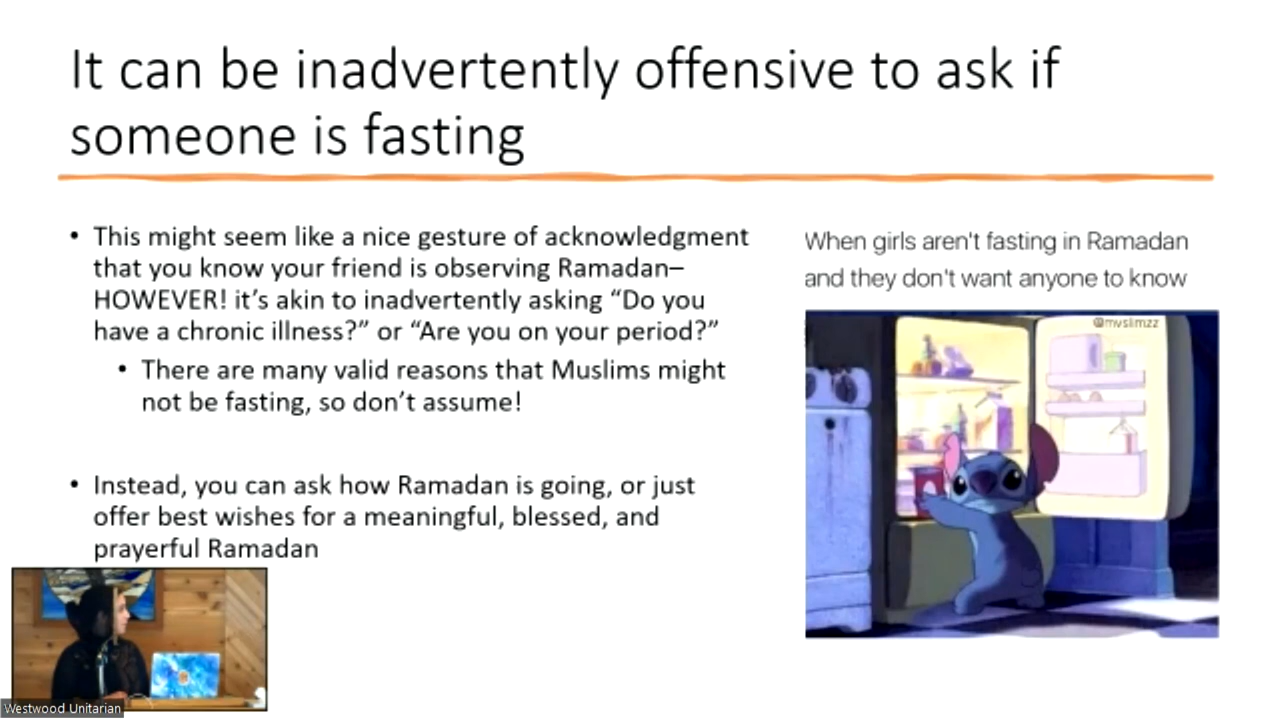 It can be inadvertently offensive to ask if
someone is fasting
• This might seem like a nice gesture of acknowledgment
that you know your friend is observing Ramadan–
HOWEVER! it’s akin to inadvertently asking “Do you
have a chronic illness?” or “Are you on your period?”
• There are many valid reasons that Muslims might
not be fasting, so don’t assume!
• Instead, you can ask how Ramadan is going, or just
offer best wishes for a meaningful, blessed, and
prayerful Ramadan
When girls aren't fasting in Ramadan
and they don't want anyone to know
@mvslimzz
Westwood Unitarian